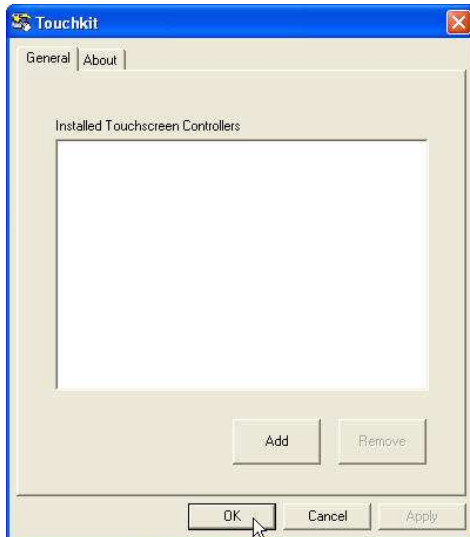 Touchkit
General About
Installed Touchscreen Controllers
Add Remove
OK Cancel Apply